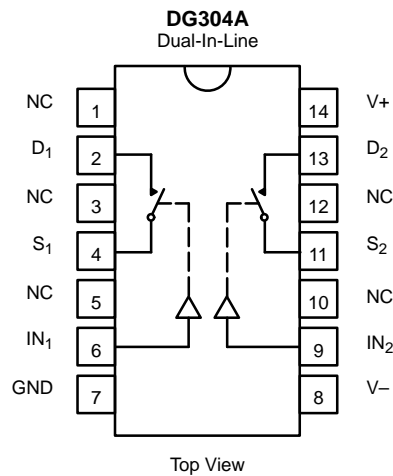 DG304A
Dual-In-Line
NC 1 14 V+
D1 2 13 D2
NC 3 12 NC
S1 4 11 S2
NC 5 10 NC
IN1 6 9 IN2
GND 7 8 V–
Top View